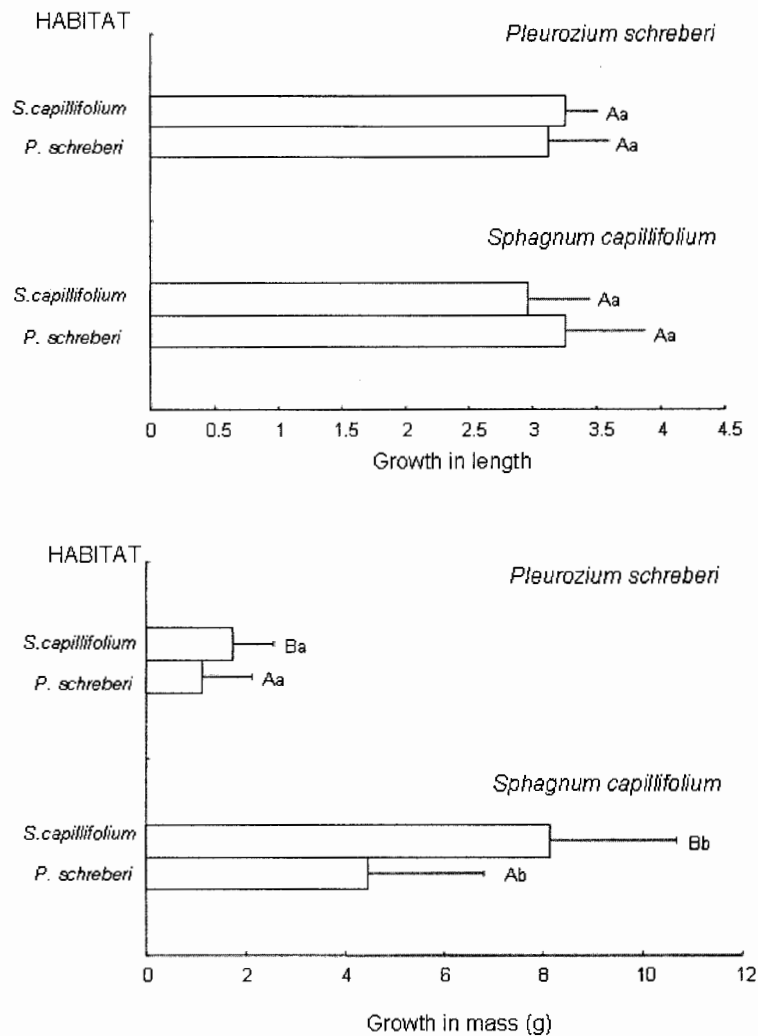 HABITAT
Pleurozium schreberi
S.capillifolium Aa
P. schreberi Aa
Sphagnum capillifolium
S.capillifolium Aa
P. schreberi Aa
0 0.5 1 1.5 2 2.5 3 3.5 4 4.5
Growth in length
HABITAT
Pleurozium schreberi
S.capillifolium Ba
P. schreberi Aa
Sphagnum capillifolium
S.capillifolium Bb
P. schreberi Ab
0 2 4 6 8 10 12
Growth in mass (g)